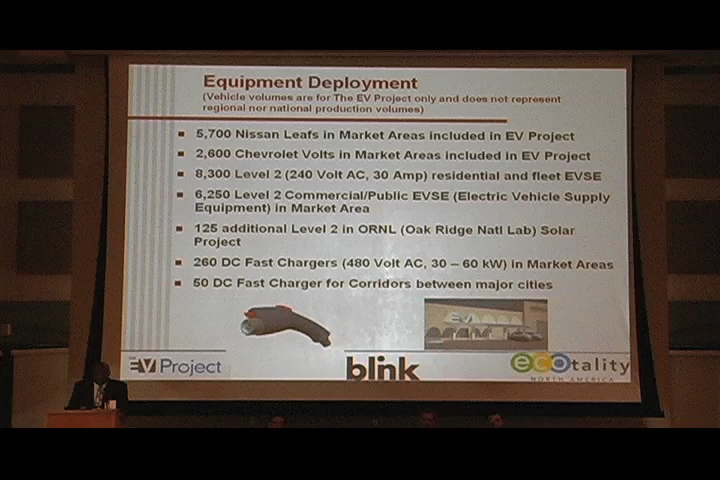 Equipment Deployment
(Vehicle volumes are for The EV Project only and does not represent
regional nor national production volumes)
5,700 Nissan Leafs in Market Areas included in EV Project
2,600 Chevrolet Volts in Market Areas included in EV Project
8,300 Level 2 (240 Volt AC, 30 Amp) residential and fleet EVSE
6,250 Level 2 Commercial/Public EVSE (Electric Vehicle Supply
Equipment) in Market Area
125 additional Level 2 in ORNL (Oak Ridge Natl Lab) Solar
Project
260 DC Fast Chargers (480 Volt AC, 30 – 60 kW) in Market Areas
50 DC Fast Charger for Corridors between major cities
EV
THE EV Project
blink
ecotality
NORTH AMERICA